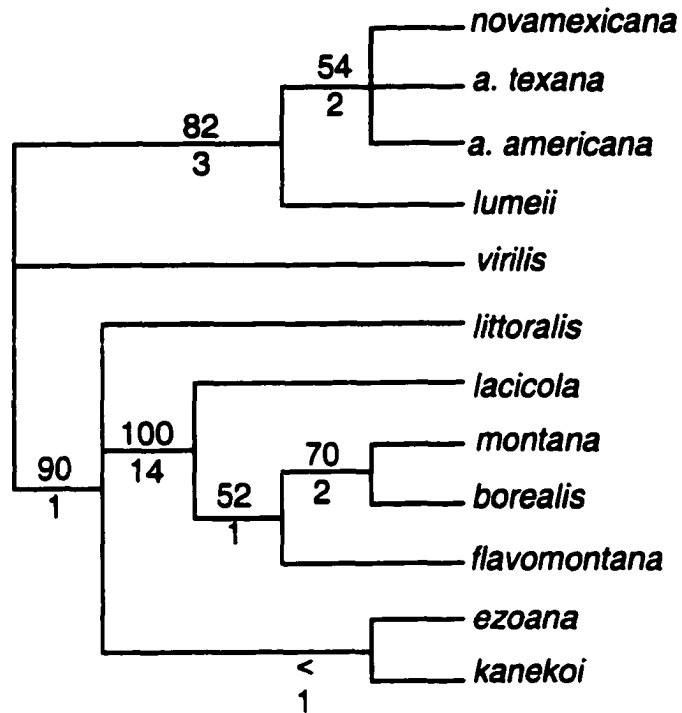 novamexicana
54
a. texana
2
82
a. americana
3
lumeii
virilis
littoralis
lacicola
100
montana
14
70
90
52
2
borealis
1
1
flavomontana
ezoana
<
kanekoi
1